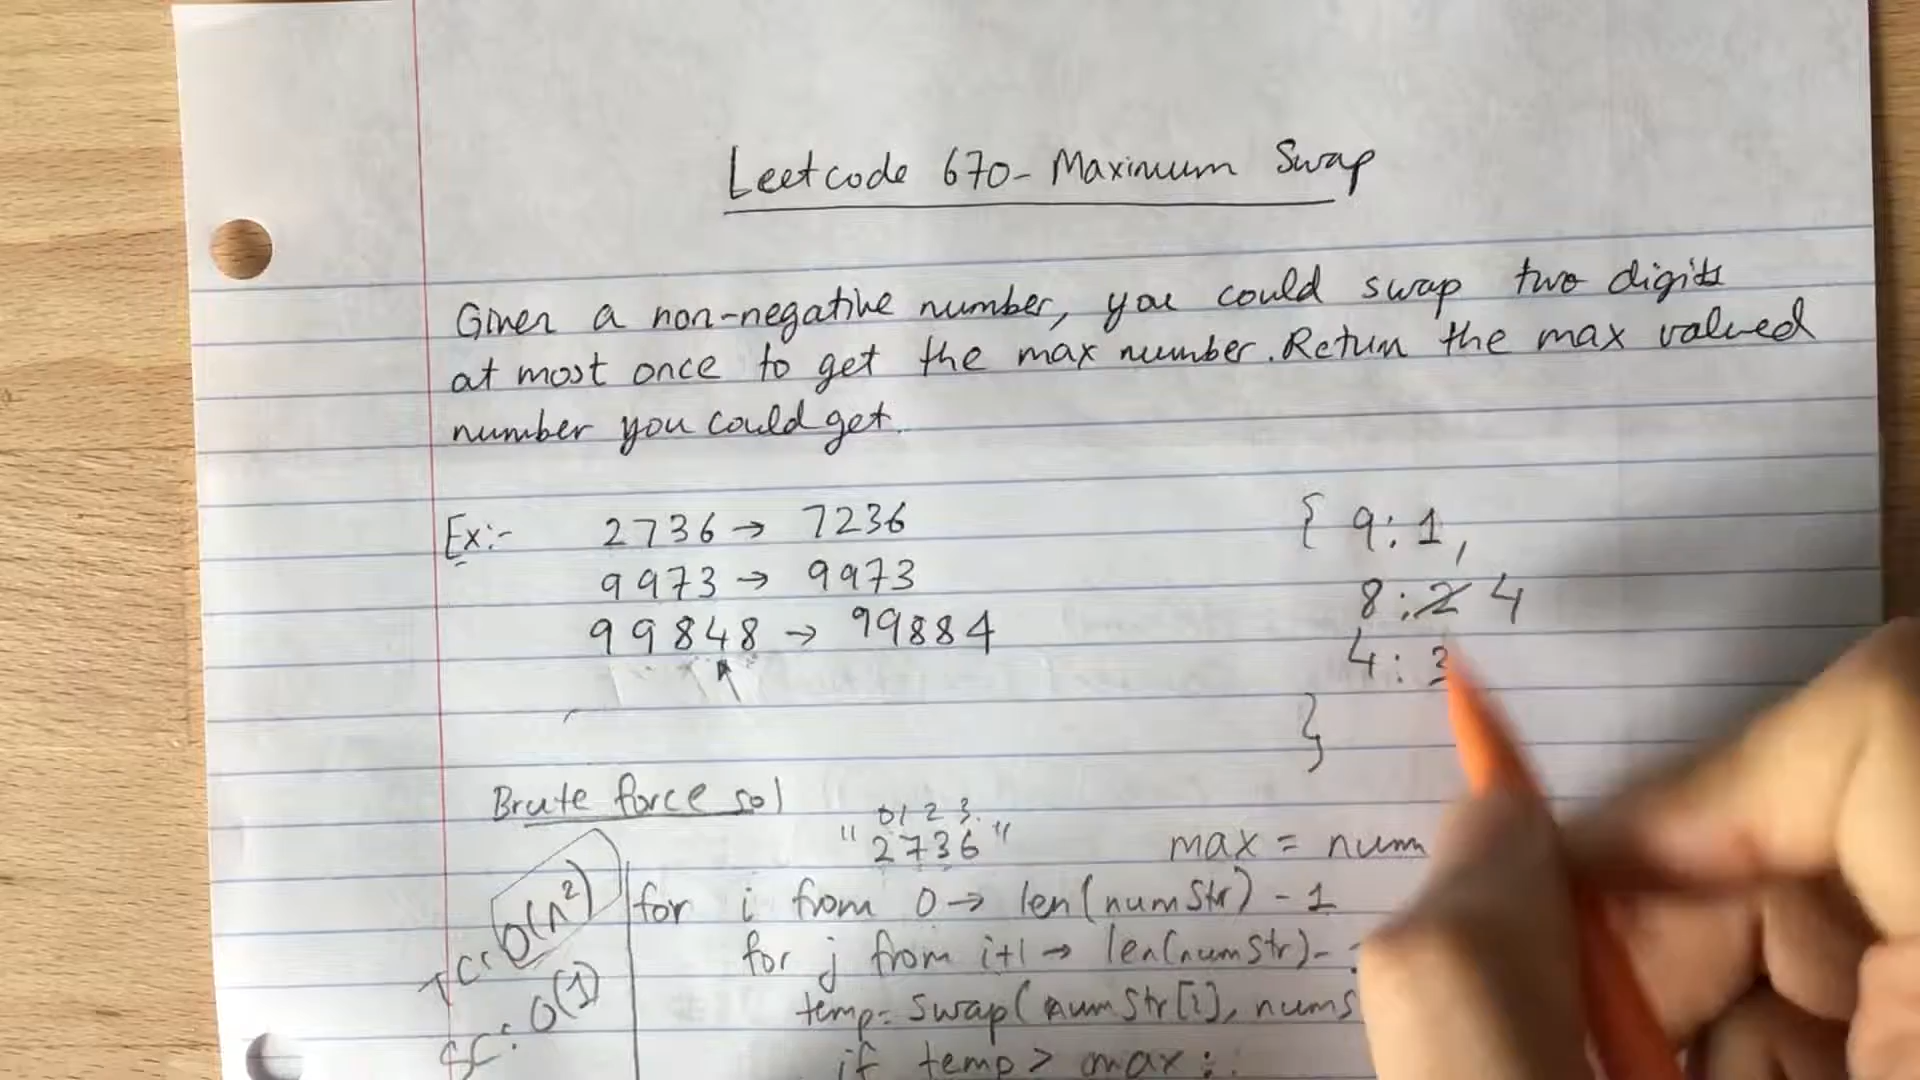 Leetcode 670- Maximum Swap
Given a non-negative number, you could swap two digits
at most once to get the max number. Return the max valued
number you could get.
Ex:- 2736 → 7236
9973 → 9973
99848 → 99884
{ 9:1,
8:2 4
4:3
}
Brute force sol
0 1 2 3
"2736"
max = num
for i from 0 → len(numStr) - 1
for j from i+1 → len(numStr) -
temp = swap(numStr[i], numS
if temp > max:
TC: O(n²)
SC: O(1)